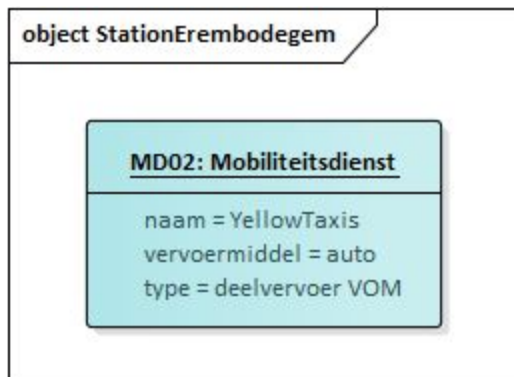 object StationErembodegem
MD02: Mobiliteitsdienst
naam = YellowTaxis
vervoermiddel = auto
type = deelvervoer VOM